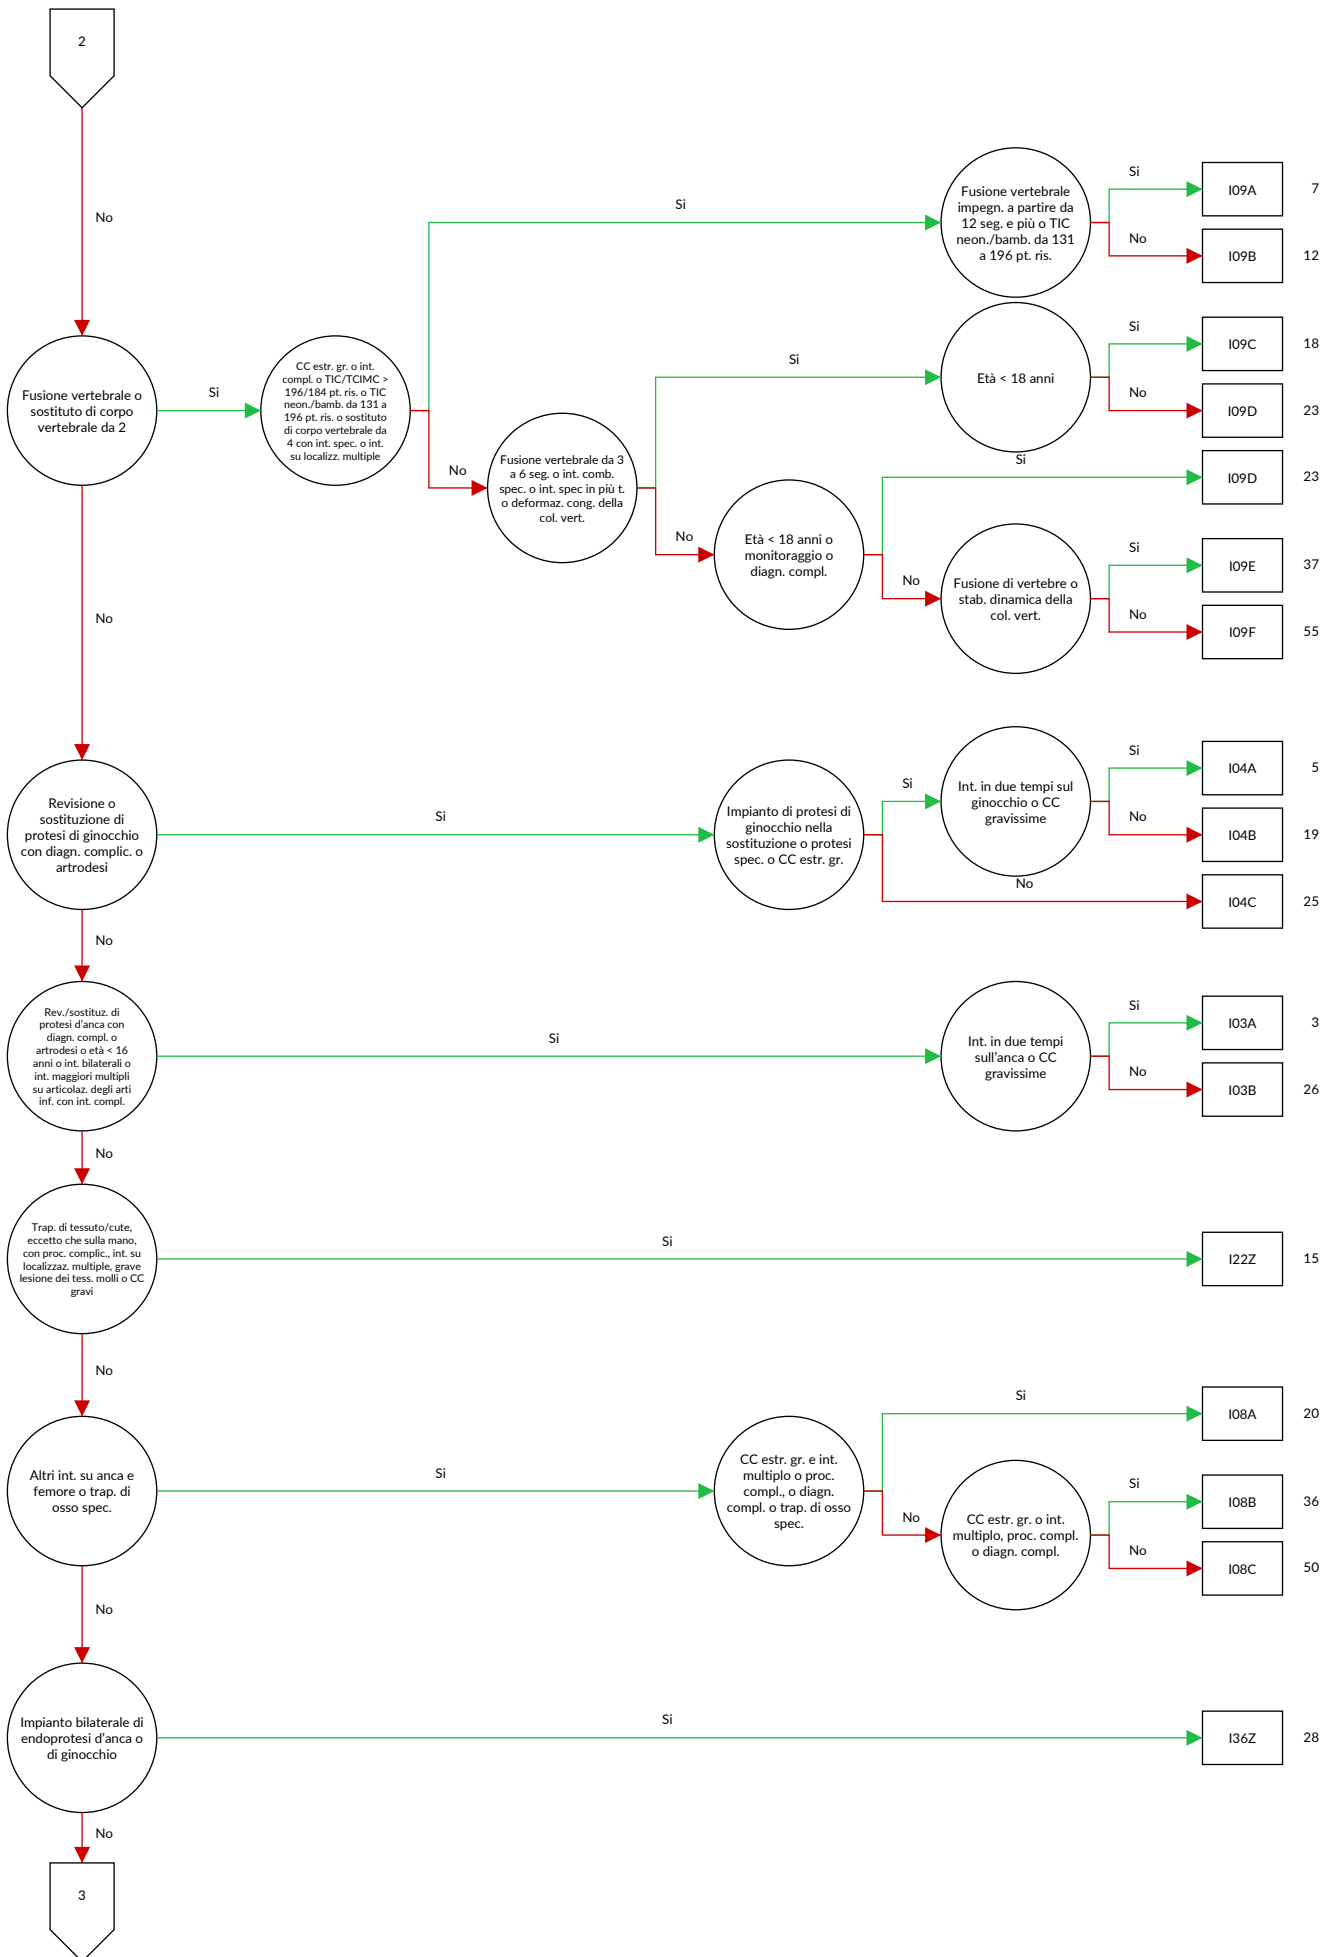 2
No
Fusione vertebrale o
sostituto di corpo
vertebrale da 2
Si
CC estr. gr. o int.
compl. o TIC/TCIMC >
196/184 pt. ris. o TIC
neon./bamb. da 131 a
196 pt. ris. o sostituto
di corpo vertebrale da
4 con int. spec. o int.
su localizz. multiple
Si
Fusione vertebrale
impegn. a partire da
12 seg. e più o TIC
neon./bamb. da 131
a 196 pt. ris.
Si
I09A
7
No
I09B
12
No
Fusione vertebrale da 3
a 6 seg. o int. comb.
spec. o int. spec in più t.
o deformaz. cong. della
col. vert.
Si
Età < 18 anni
Si
I09C
18
No
I09D
23
No
Età < 18 anni o
monitoraggio o
diagn. compl.
Si
I09D
23
No
Fusione di vertebre o
stab. dinamica della
col. vert.
Si
I09E
37
No
I09F
55
No
Revisione o
sostituzione di
protesi di ginocchio
con diagn. complic. o
artrodesi
Si
Impianto di protesi di
ginocchio nella
sostituzione o protesi
spec. o CC estr. gr.
Si
Int. in due tempi sul
ginocchio o CC
gravissime
Si
I04A
5
No
I04B
19
No
I04C
25
No
Rev./sostituz. di
protesi d'anca con
diagn. compl. o
artrodesi o età < 16
anni o int. bilaterali o
int. maggiori multipli
su articolaz. degli arti
inf. con int. compl.
Si
Int. in due tempi
sull'anca o CC
gravissime
Si
I03A
3
No
I03B
26
No
Trap. di tessuto/cute,
eccetto che sulla mano,
con proc. complic., int. su
localizzaz. multiple, grave
lesione dei tess. molli o CC
gravi
Si
I22Z
15
No
Altri int. su anca e
femore o trap. di
osso spec.
Si
CC estr. gr. e int.
multiplo o proc.
compl., o diagn.
compl. o trap. di osso
spec.
Si
I08A
20
No
CC estr. gr. o int.
multiplo, proc. compl.
o diagn. compl.
Si
I08B
36
No
I08C
50
No
Impianto bilaterale di
endoprotesi d'anca o
di ginocchio
Si
I36Z
28
No
3